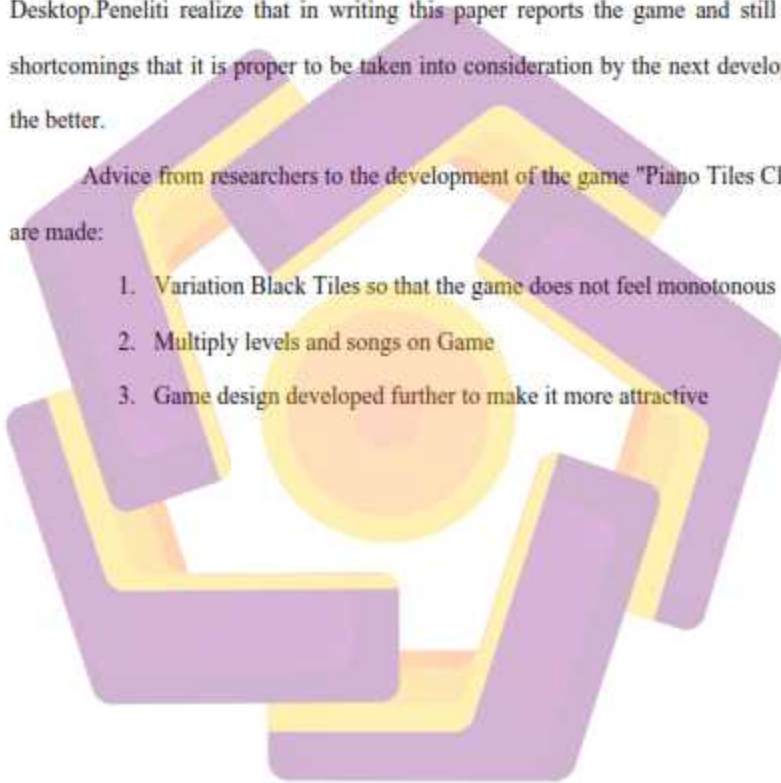 Desktop.Peneliti realize that in writing this paper reports the game and still
shortcomings that it is proper to be taken into consideration by the next
the better.
Advice from researchers to the development of the game "Piano Tiles
are made:
1. Variation Black Tiles so that the game does not feel monotonous
2. Multiply levels and songs on Game
3. Game design developed further to make it more attractive